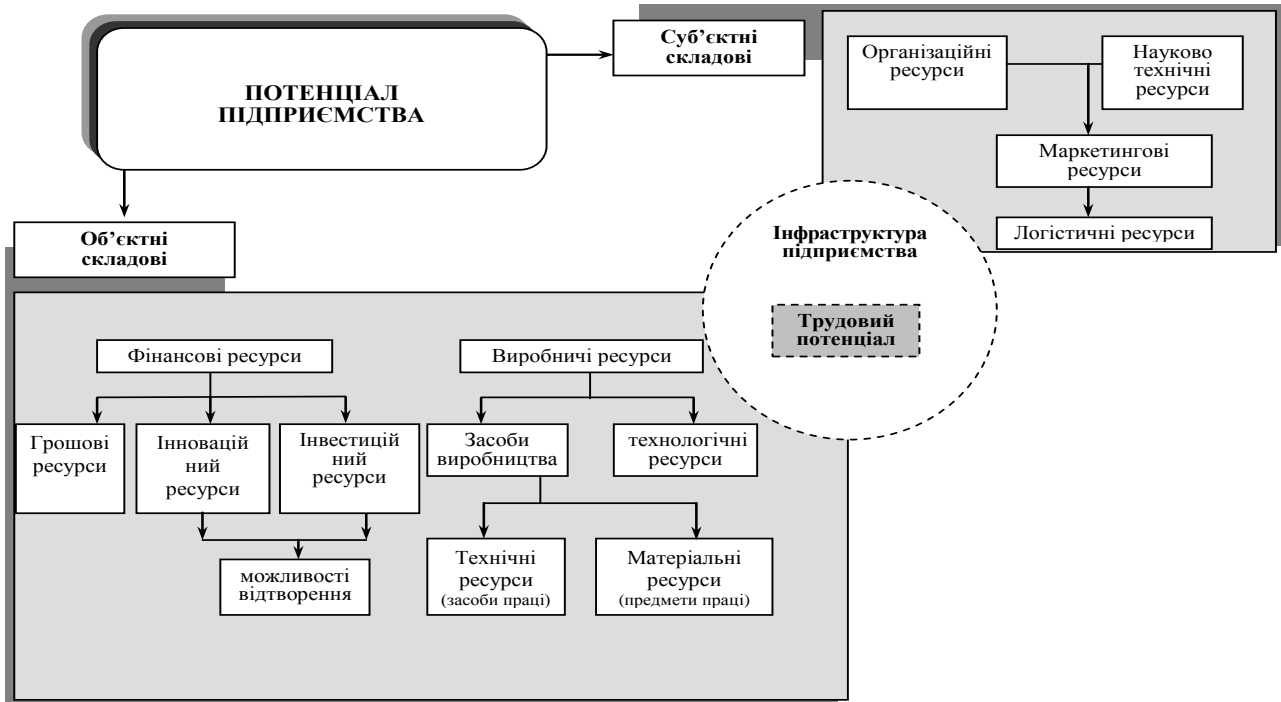 ПОТЕНЦІАЛ
ПІДПРИЄМСТВА
Суб’єктні
складові
Організаційні
ресурси
Науково
технічні
ресурси
Маркетингові
ресурси
Логістичні ресурси
Об’єктні
складові
Інфраструктура
підприємства
Трудовий
потенціал
Фінансові ресурси
Виробничі ресурси
Грошові
ресурси
Інновацій
ний
ресурси
Інвестицій
ний
ресурси
Засоби
виробництва
технологічні
ресурси
можливості
відтворення
Технічні
ресурси
(засоби праці)
Матеріальні
ресурси
(предмети праці)